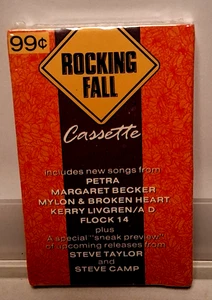 99¢
ROCKING
FALL
Cassette
includes new songs from
PETRA
MARGARET BECKER
MYLON & BROKEN HEART
KERRY LIVGREN/A D
FLOCK 14
plus
A special "sneak preview"
of upcoming releases from
STEVE TAYLOR
and
STEVE CAMP